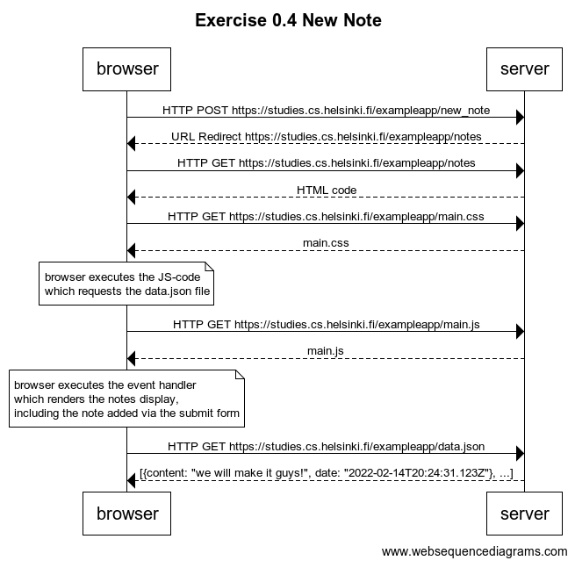 Exercise 0.4 New Note
browser
server
HTTP POST https://studies.cs.helsinki.fi/exampleapp/new_note
URL Redirect https://studies.cs.helsinki.fi/exampleapp/notes
HTTP GET https://studies.cs.helsinki.fi/exampleapp/notes
HTML code
HTTP GET https://studies.cs.helsinki.fi/exampleapp/main.css
main.css
browser executes the JS-code
which requests the data.json file
HTTP GET https://studies.cs.helsinki.fi/exampleapp/main.js
main.js
browser executes the event handler
which renders the notes display,
including the note added via the submit form
HTTP GET https://studies.cs.helsinki.fi/exampleapp/data.json
[{content: "we will make it guys!", date: "2022-02-14T20:24:31.123Z"}, ...]
browser
server
www.websequencediagrams.com